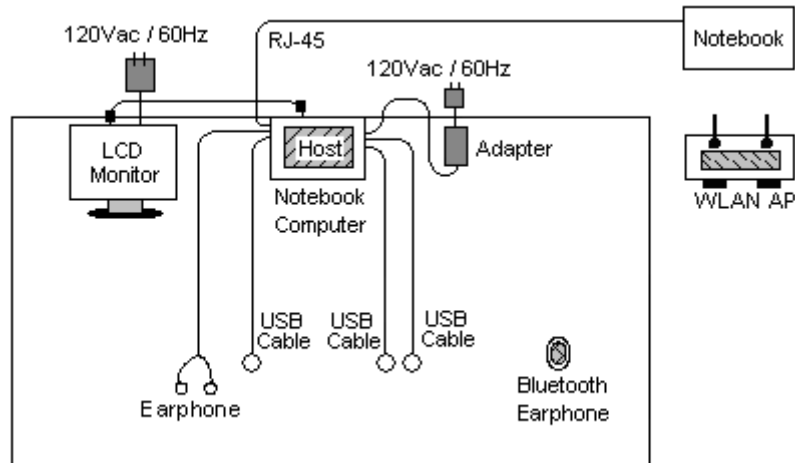 120Vac / 60Hz
RJ-45
Notebook
120Vac / 60Hz
LCD
Monitor
Host
Adapter
Notebook
Computer
WLAN AP
USB
Cable
USB
Cable
USB
Cable
Earphone
Bluetooth
Earphone